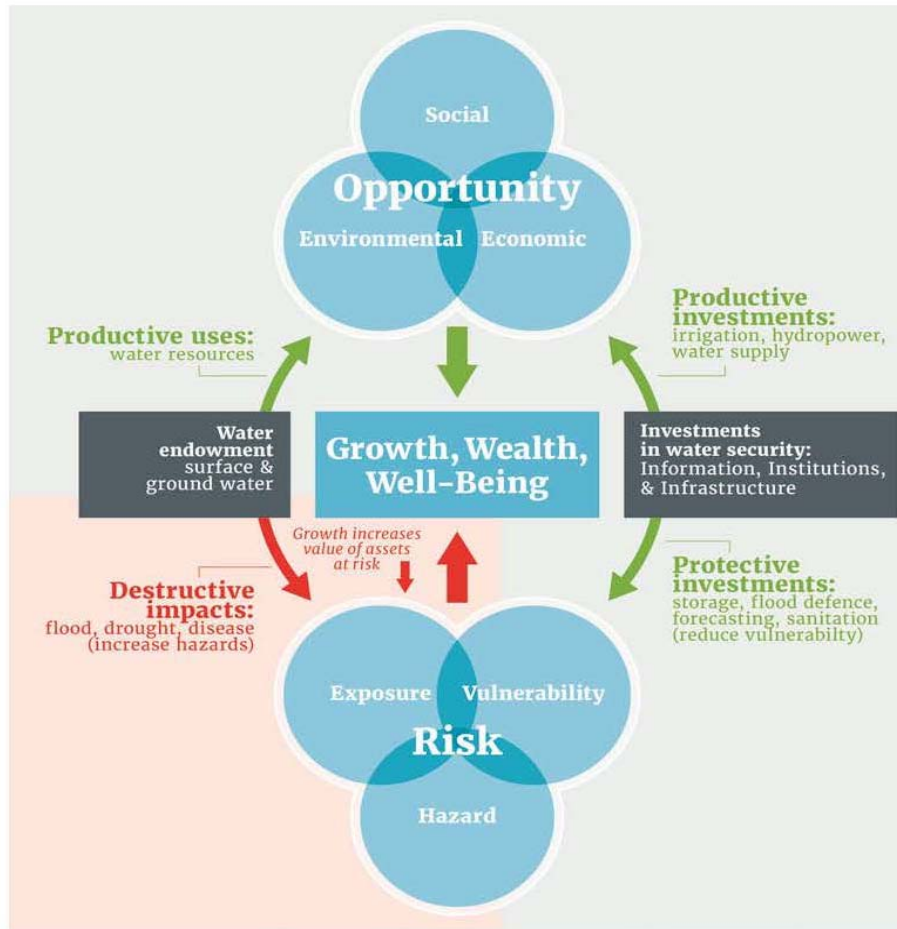 Social
Opportunity
Environmental
Economic
Productive uses:
water resources
Productive
investments:
irrigation, hydropower,
water supply
Water
endowment
surface &
ground water
Growth, Wealth,
Well-Being
Investments
in water security:
Information, Institutions,
& Infrastructure
Growth increases
value of assets
at risk
Destructive
impacts:
flood, drought, disease
(increase hazards)
Protective
investments:
storage, flood defence,
forecasting, sanitation
(reduce vulnerabilty)
Exposure
Vulnerability
Risk
Hazard